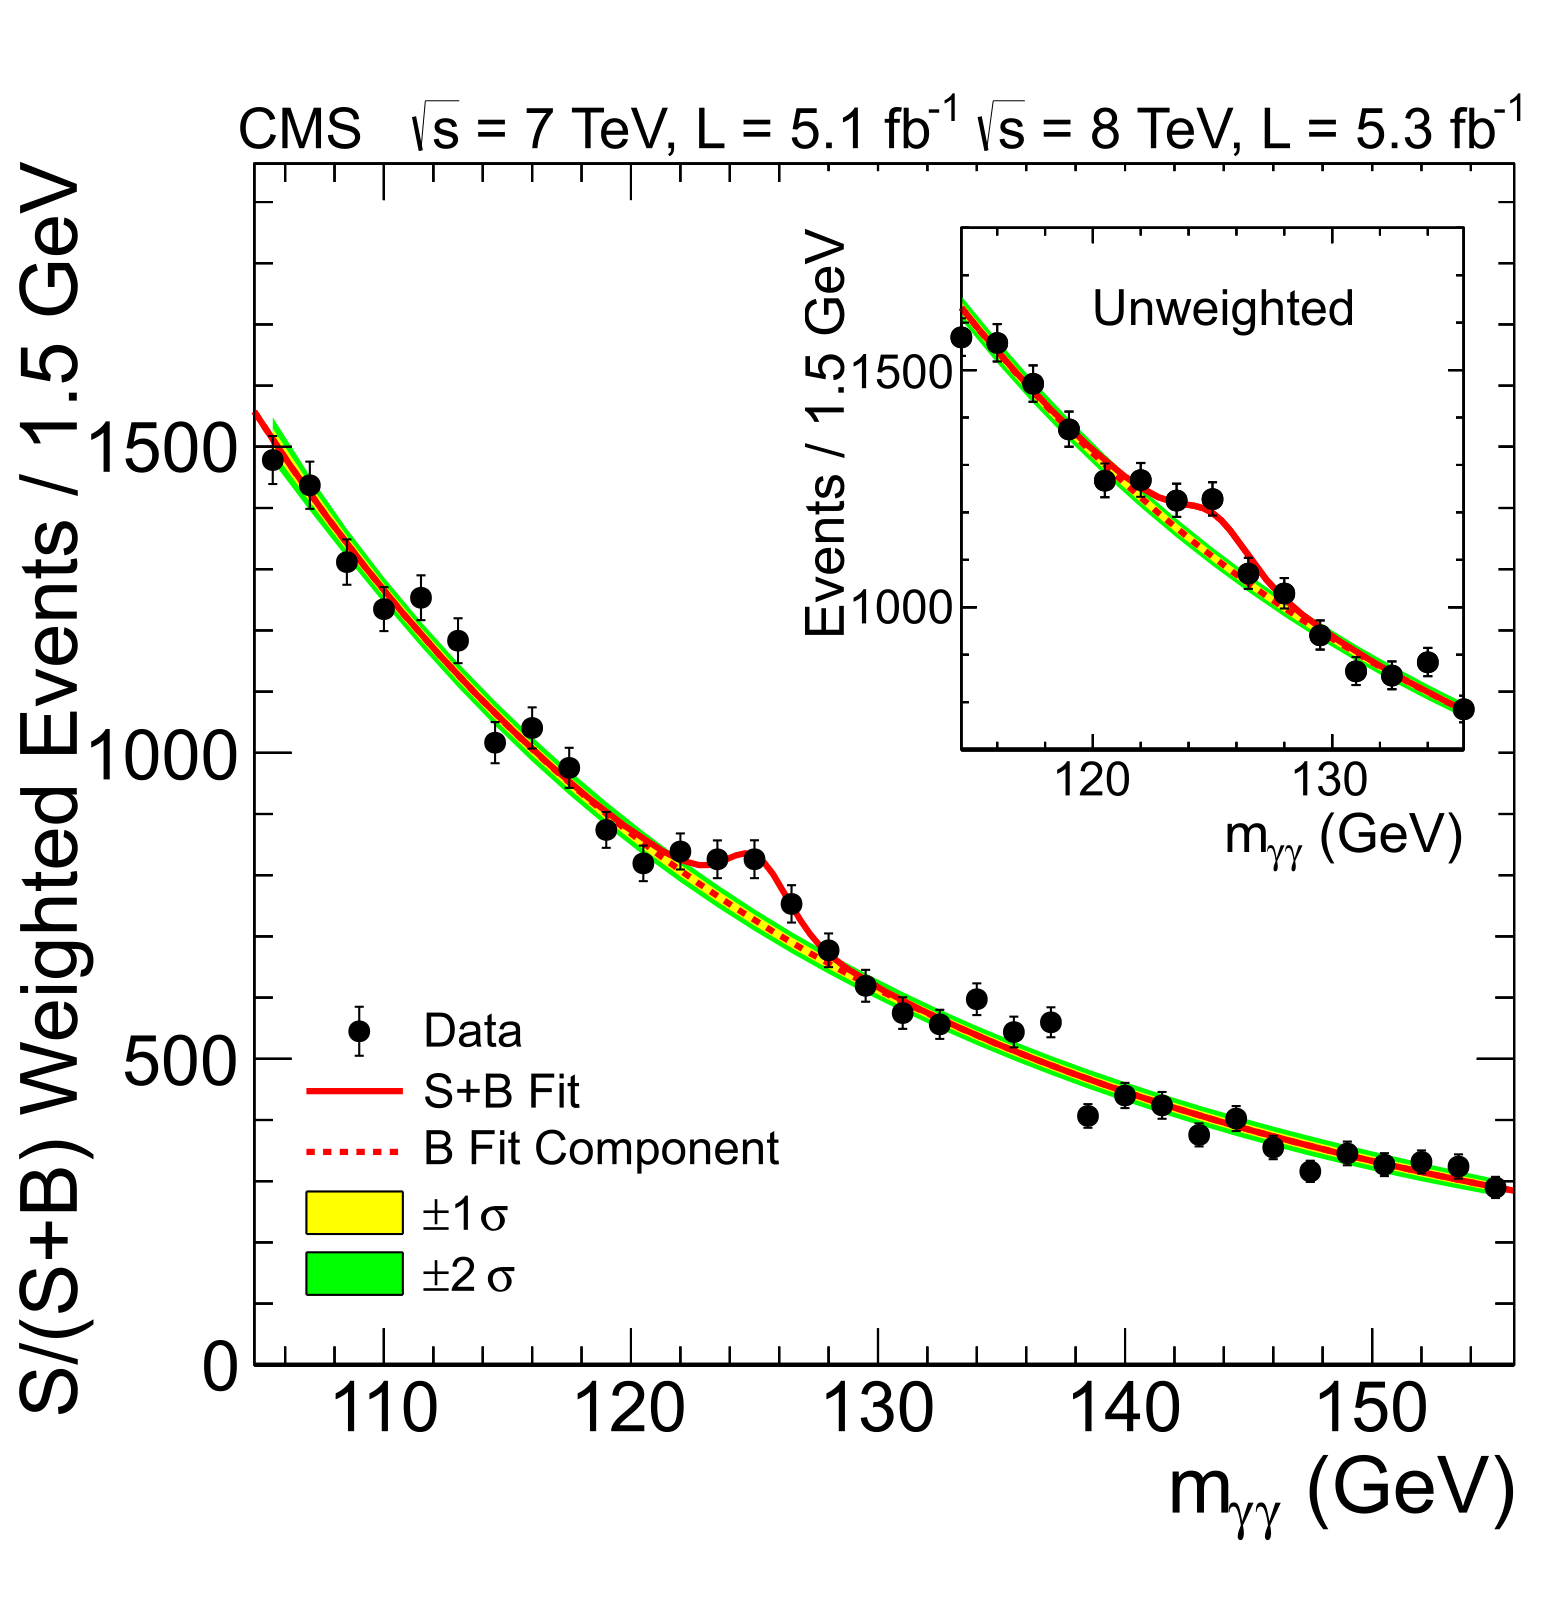 CMS √s = 7 TeV, L = 5.1 fb⁻¹ √s = 8 TeV, L = 5.3 fb⁻¹
S/(S+B) Weighted Events / 1.5 GeV
1500
1000
500
0
110 120 130 140 150
mγγ (GeV)
Data
S+B Fit
B Fit Component
±1 σ
±2 σ
Unweighted
Events / 1.5 GeV
1500
1000
120 130
mγγ (GeV)